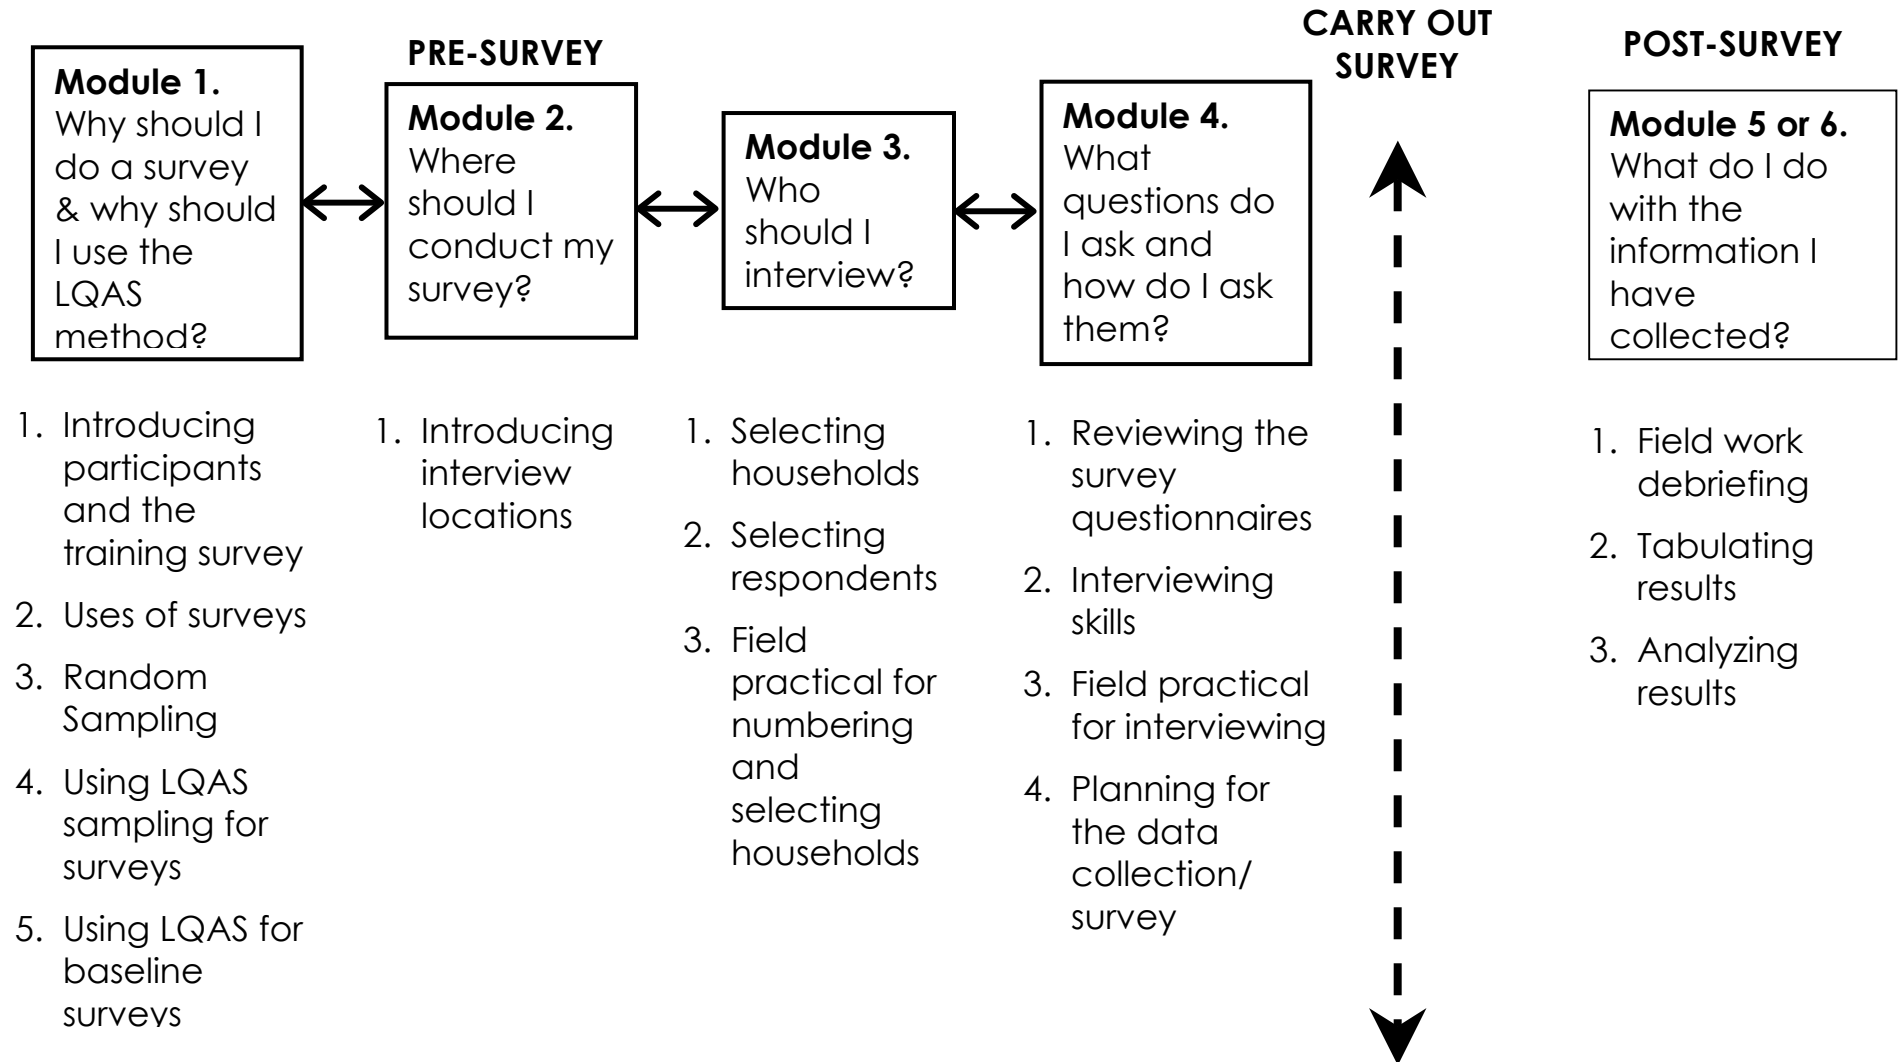 PRE-SURVEY
CARRY OUT
SURVEY
POST-SURVEY
Module 1.
Why should I
do a survey
& why should
I use the
LQAS
method?
Module 2.
Where
should I
conduct my
survey?
Module 3.
Who
should I
interview?
Module 4.
What
questions do
I ask and
how do I ask
them?
Module 5 or 6.
What do I do
with the
information I
have
collected?
1. Introducing
participants
and the
training survey
2. Uses of surveys
3. Random
Sampling
4. Using LQAS
sampling for
surveys
5. Using LQAS for
baseline
surveys
1. Introducing
interview
locations
1. Selecting
households
2. Selecting
respondents
3. Field
practical for
numbering
and
selecting
households
1. Reviewing the
survey
questionnaires
2. Interviewing
skills
3. Field practical
for interviewing
4. Planning for
the data
collection/
survey
1. Field work
debriefing
2. Tabulating
results
3. Analyzing
results